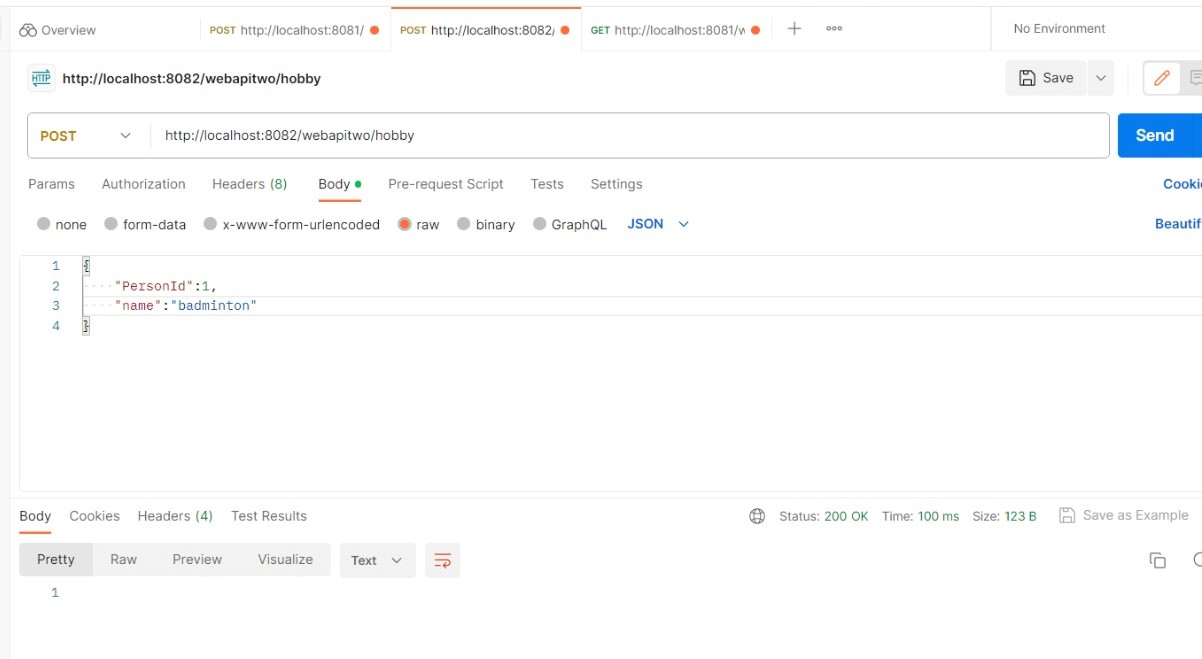 Overview
POST http://localhost:8081/
POST http://localhost:8082/
GET http://localhost:8081/w
No Environment
HTTP http://localhost:8082/webapitwo/hobby
Save
POST http://localhost:8082/webapitwo/hobby
Send
Params Authorization Headers (8) Body Pre-request Script Tests Settings
Cookie
none form-data x-www-form-urlencoded raw binary GraphQL JSON
Beautif
1 {
2 "PersonId":1,
3 "name":"badminton"
4 }
Body Cookies Headers (4) Test Results
Status: 200 OK Time: 100 ms Size: 123 B Save as Example
Pretty Raw Preview Visualize Text
1